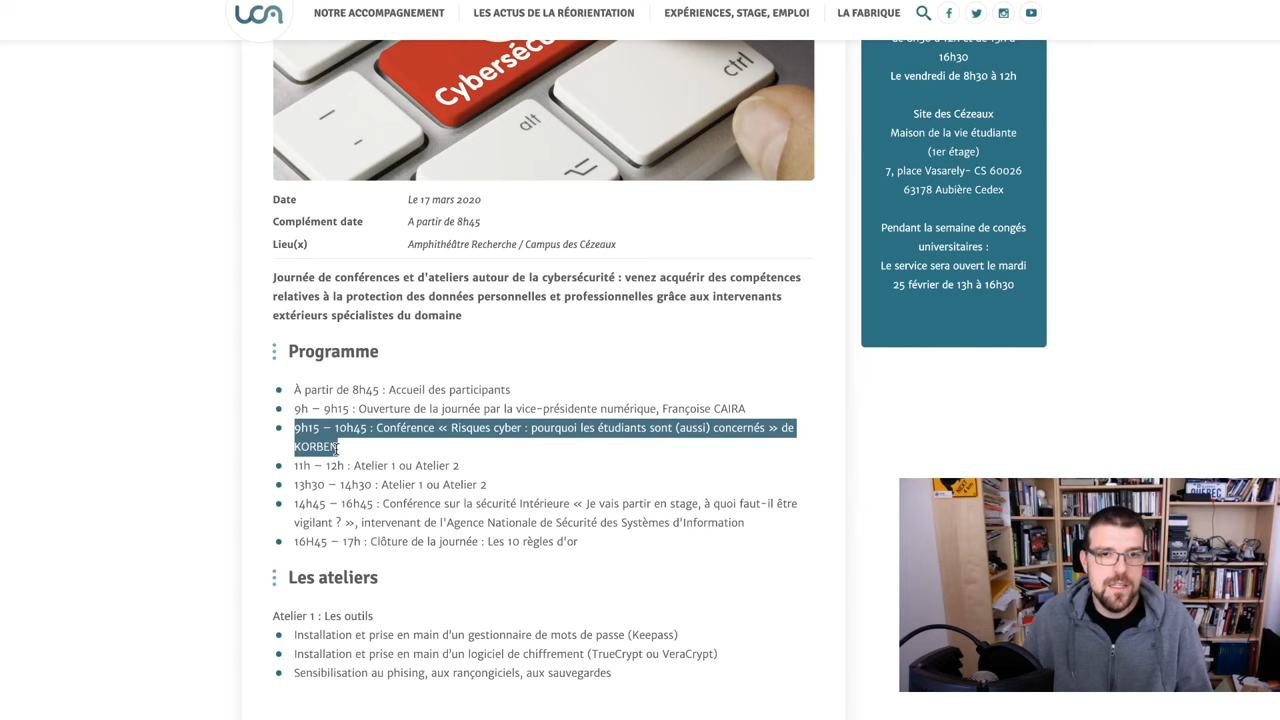 uca
NOTRE ACCOMPAGNEMENT
LES ACTUS DE LA RÉORIENTATION
EXPÉRIENCES, STAGE, EMPLOI
LA FABRIQUE
Cybersécu
ctrl
alt
16h30
Le vendredi de 8h30 à 12h
Site des Cézeaux
Maison de la vie étudiante
(1er étage)
7, place Vasarely- CS 60026
63178 Aubière Cedex
Pendant la semaine de congés
universitaires :
Le service sera ouvert le mardi
25 février de 13h à 16h30
Date Le 17 mars 2020
Complément date A partir de 8h45
Lieu(x) Amphithéâtre Recherche / Campus des Cézeaux
Journée de conférences et d'ateliers autour de la cybersécurité : venez acquérir des compétences
relatives à la protection des données personnelles et professionnelles grâce aux intervenants
extérieurs spécialistes du domaine
Programme
À partir de 8h45 : Accueil des participants
9h – 9h15 : Ouverture de la journée par la vice-présidente numérique, Françoise CAIRA
9h15 – 10h45 : Conférence « Risques cyber : pourquoi les étudiants sont (aussi) concernés » de
KORBEN
11h – 12h : Atelier 1 ou Atelier 2
13h30 – 14h30 : Atelier 1 ou Atelier 2
14h45 – 16h45 : Conférence sur la sécurité Intérieure « Je vais partir en stage, à quoi faut-il être
vigilant ? », intervenant de l'Agence Nationale de Sécurité des Systèmes d'Information
16H45 – 17h : Clôture de la journée : Les 10 règles d'or
Les ateliers
Atelier 1 : Les outils
Installation et prise en main d'un gestionnaire de mots de passe (Keepass)
Installation et prise en main d'un logiciel de chiffrement (TrueCrypt ou VeraCrypt)
Sensibilisation au phising, aux rançongiciels, aux sauvegardes
QUÉBEC